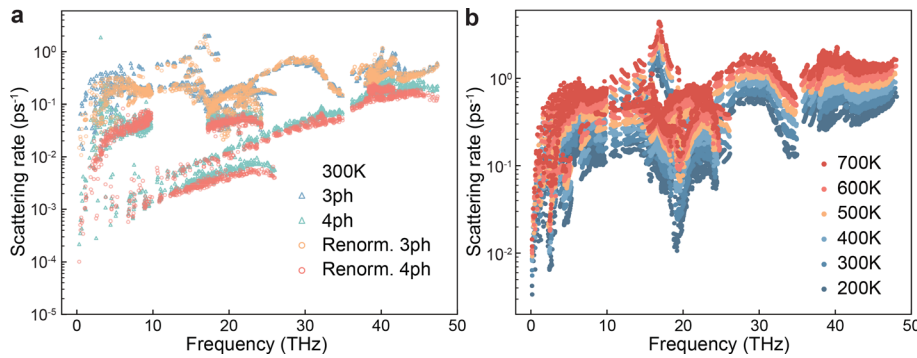 a
Scattering rate (ps⁻¹)
10⁰
10⁻¹
10⁻²
10⁻³
10⁻⁴
10⁻⁵
300K
3ph
4ph
Renorm. 3ph
Renorm. 4ph
0 10 20 30 40 50
Frequency (THz)
b
Scattering rate (ps⁻¹)
10⁰
10⁻¹
10⁻²
700K
600K
500K
400K
300K
200K
0 10 20 30 40 50
Frequency (THz)